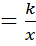 = k/x